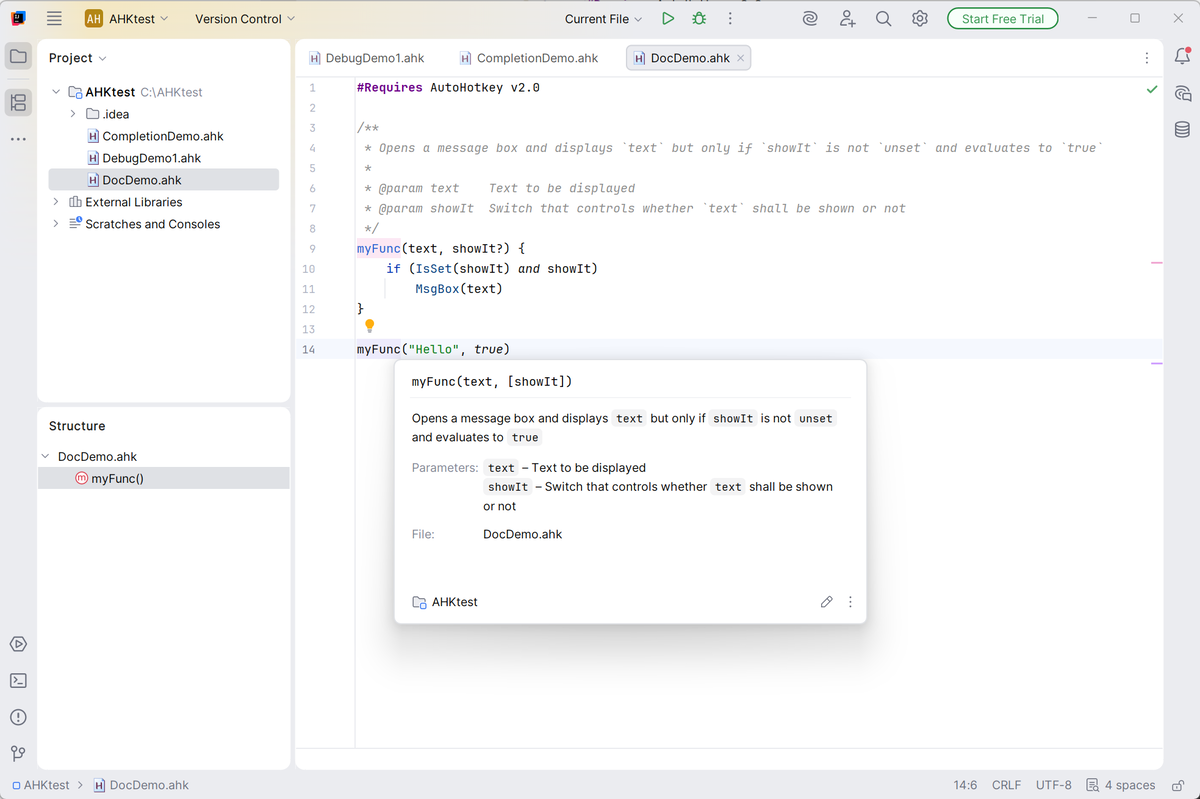 AH AHKtest Version Control Current File Start Free Trial
Project
AHKtest C:\AHKtest
.idea
H CompletionDemo.ahk
H DebugDemo1.ahk
H DocDemo.ahk
External Libraries
Scratches and Consoles
Structure
DocDemo.ahk
m myFunc()
H DebugDemo1.ahk H CompletionDemo.ahk H DocDemo.ahk
1 #Requires AutoHotkey v2.0
2
3 /**
4 * Opens a message box and displays `text` but only if `showIt` is not `unset` and evaluates to `true`
5 *
6 * @param text    Text to be displayed
7 * @param showIt  Switch that controls whether `text` shall be shown or not
8 */
9 myFunc(text, showIt?) {
10     if (IsSet(showIt) and showIt)
11         MsgBox(text)
12 }
13
14 myFunc("Hello", true)
myFunc(text, [showIt])
Opens a message box and displays text but only if showIt is not unset
and evaluates to true
Parameters: text – Text to be displayed
showIt – Switch that controls whether text shall be shown
or not
File: DocDemo.ahk
AHKtest
AHKtest H DocDemo.ahk 14:6 CRLF UTF-8 4 spaces